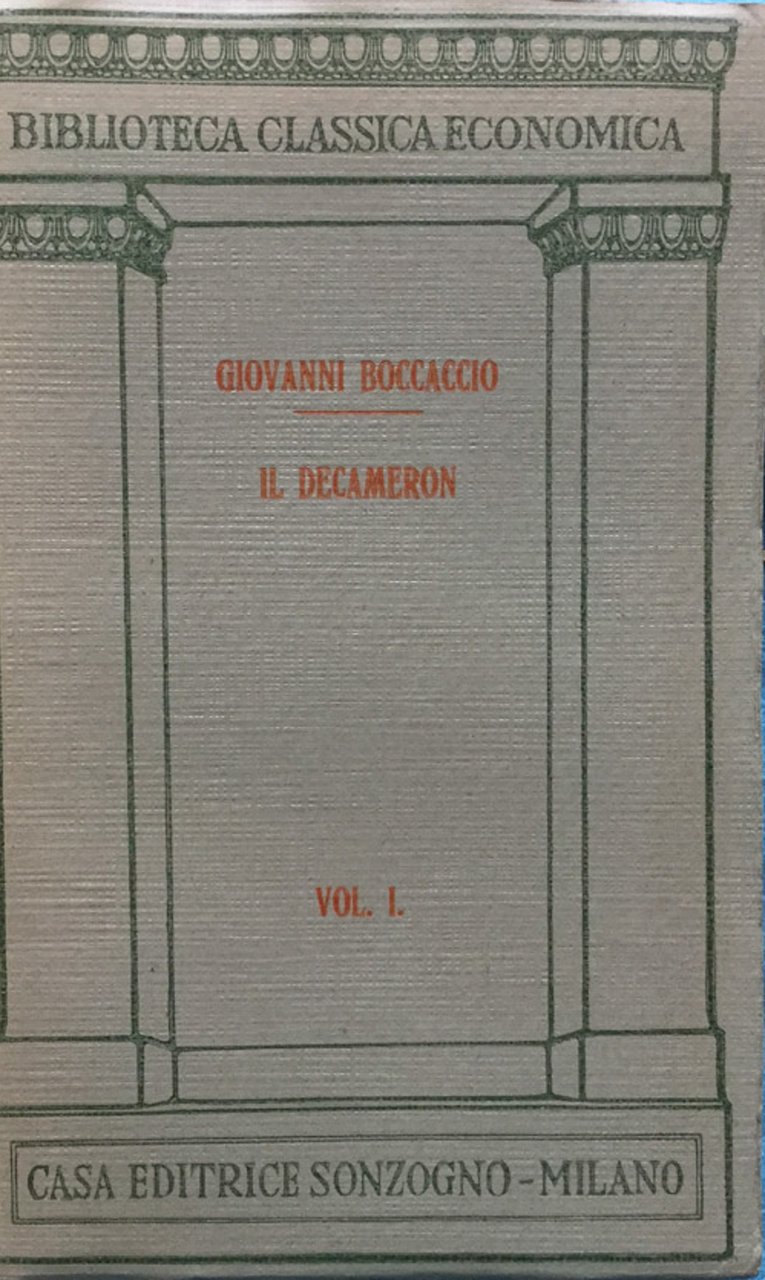 BIBLIOTECA CLASSICA ECONOMICA
GIOVANNI BOCCACCIO
IL DECAMERON
VOL. I.
CASA EDITRICE SONZOGNO - MILANO